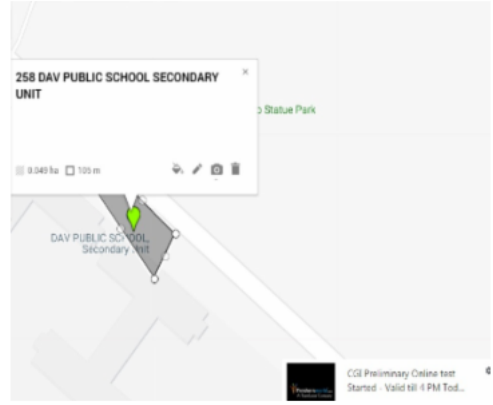 258 DAV PUBLIC SCHOOL SECONDARY
UNIT
Statue Park
0.049 ha 105 m
DAV PUBLIC SCHOOL,
Secondary Unit
CGI Preliminary Online test
Started - Valid till 4 PM Tod...